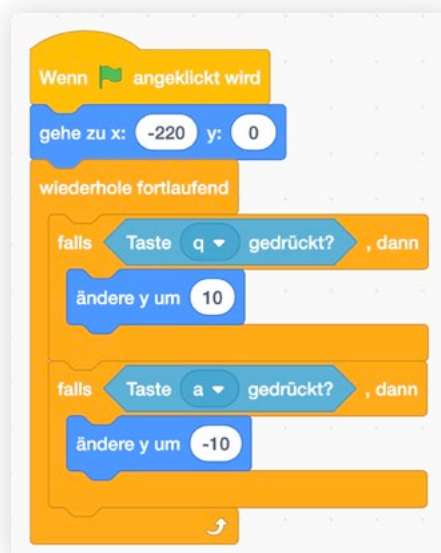 Wenn angeklickt wird
gehe zu x: -220 y: 0
wiederhole fortlaufend
falls Taste q gedrückt? , dann
ändere y um 10
falls Taste a gedrückt? , dann
ändere y um -10